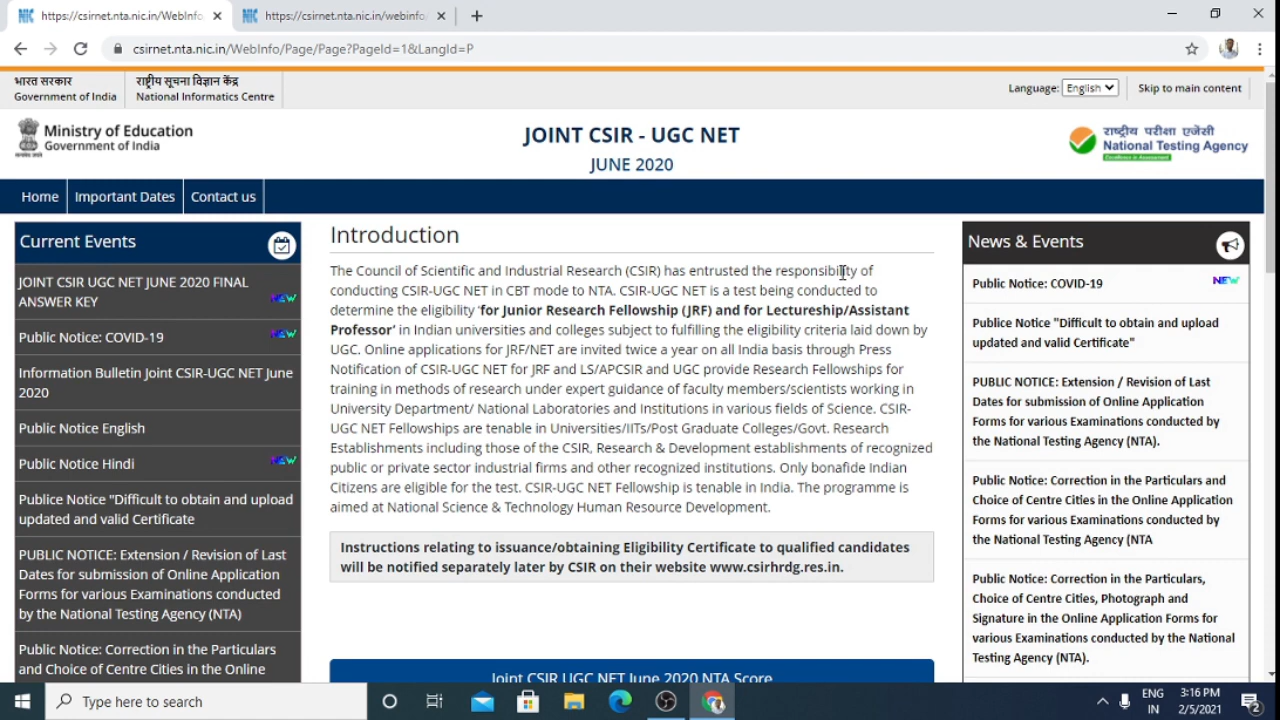 https://csirnet.nta.nic.in/WebInfo
https://csirnet.nta.nic.in/webinfo
csirnet.nta.nic.in/WebInfo/Page/Page?PageId=1&LangId=P
भारत सरकार
Government of India
राष्ट्रीय सूचना विज्ञान केंद्र
National Informatics Centre
Language: English
Skip to main content
Ministry of Education
Government of India
JOINT CSIR - UGC NET
JUNE 2020
राष्ट्रीय परीक्षा एजेंसी
National Testing Agency
Excellence in Assessment
Home
Important Dates
Contact us
Current Events
JOINT CSIR UGC NET JUNE 2020 FINAL
ANSWER KEY
NEW
Public Notice: COVID-19
NEW
Information Bulletin Joint CSIR-UGC NET June
2020
Public Notice English
Public Notice Hindi
NEW
Publice Notice "Difficult to obtain and upload
updated and valid Certificate
PUBLIC NOTICE: Extension / Revision of Last
Dates for submission of Online Application
Forms for various Examinations conducted
by the National Testing Agency (NTA)
Public Notice: Correction in the Particulars
and Choice of Centre Cities in the Online
Introduction
The Council of Scientific and Industrial Research (CSIR) has entrusted the responsibility of
conducting CSIR-UGC NET in CBT mode to NTA. CSIR-UGC NET is a test being conducted to
determine the eligibility ‘for Junior Research Fellowship (JRF) and for Lectureship/Assistant
Professor’ in Indian universities and colleges subject to fulfilling the eligibility criteria laid down by
UGC. Online applications for JRF/NET are invited twice a year on all India basis through Press
Notification of CSIR-UGC NET for JRF and LS/APCSIR and UGC provide Research Fellowships for
training in methods of research under expert guidance of faculty members/scientists working in
University Department/ National Laboratories and Institutions in various fields of Science. CSIR-
UGC NET Fellowships are tenable in Universities/IITs/Post Graduate Colleges/Govt. Research
Establishments including those of the CSIR, Research & Development establishments of recognized
public or private sector industrial firms and other recognized institutions. Only bonafide Indian
Citizens are eligible for the test. CSIR-UGC NET Fellowship is tenable in India. The programme is
aimed at National Science & Technology Human Resource Development.
Instructions relating to issuance/obtaining Eligibility Certificate to qualified candidates
will be notified separately later by CSIR on their website www.csirhrdg.res.in.
Joint CSIR UGC NET June 2020 NTA Score
News & Events
Public Notice: COVID-19
NEW
Publice Notice "Difficult to obtain and upload
updated and valid Certificate"
PUBLIC NOTICE: Extension / Revision of Last
Dates for submission of Online Application
Forms for various Examinations conducted by
the National Testing Agency (NTA).
Public Notice: Correction in the Particulars and
Choice of Centre Cities in the Online Application
Forms for various Examinations conducted by
the National Testing Agency (NTA
Public Notice: Correction in the Particulars,
Choice of Centre Cities, Photograph and
Signature in the Online Application Forms for
various Examinations conducted by the National
Testing Agency (NTA).
Type here to search
ENG
IN
3:16 PM
2/5/2021
2